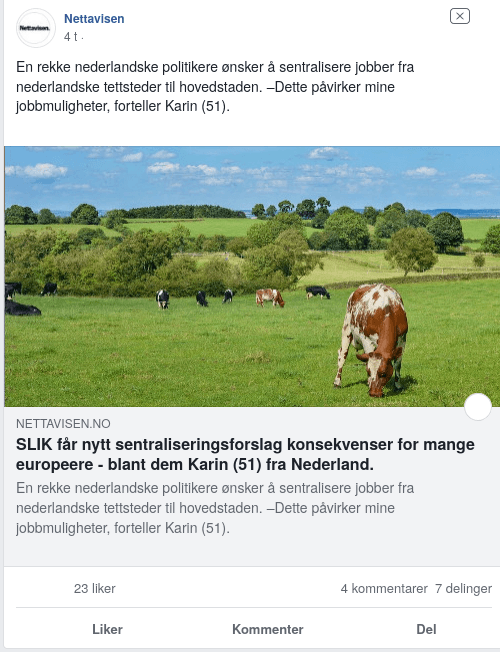 Nettavisen.
Nettavisen
4 t ·
En rekke nederlandske politikere ønsker å sentralisere jobber fra
nederlandske tettsteder til hovedstaden. –Dette påvirker mine
jobbmuligheter, forteller Karin (51).
NETTAVISEN.NO
SLIK får nytt sentraliseringsforslag konsekvenser for mange
europeere - blant dem Karin (51) fra Nederland.
En rekke nederlandske politikere ønsker å sentralisere jobber fra
nederlandske tettsteder til hovedstaden. –Dette påvirker mine
jobbmuligheter, forteller Karin (51).
23 liker 4 kommentarer 7 delinger
Liker Kommenter Del